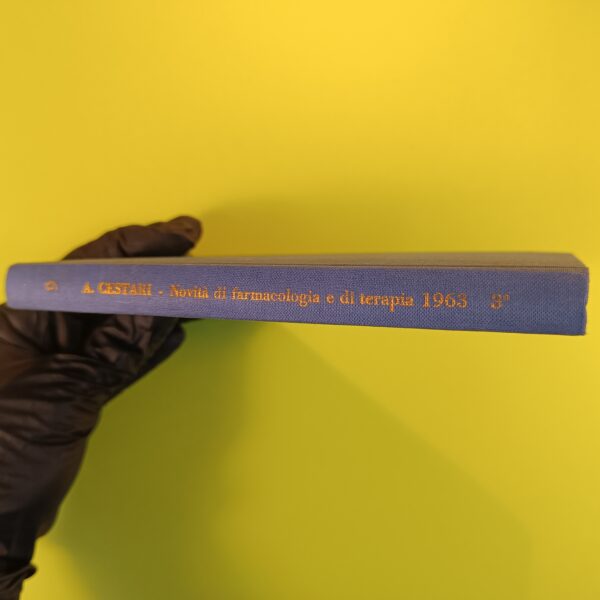 A. CESTARI - Novità di farmacologia e di terapia 1963 3°